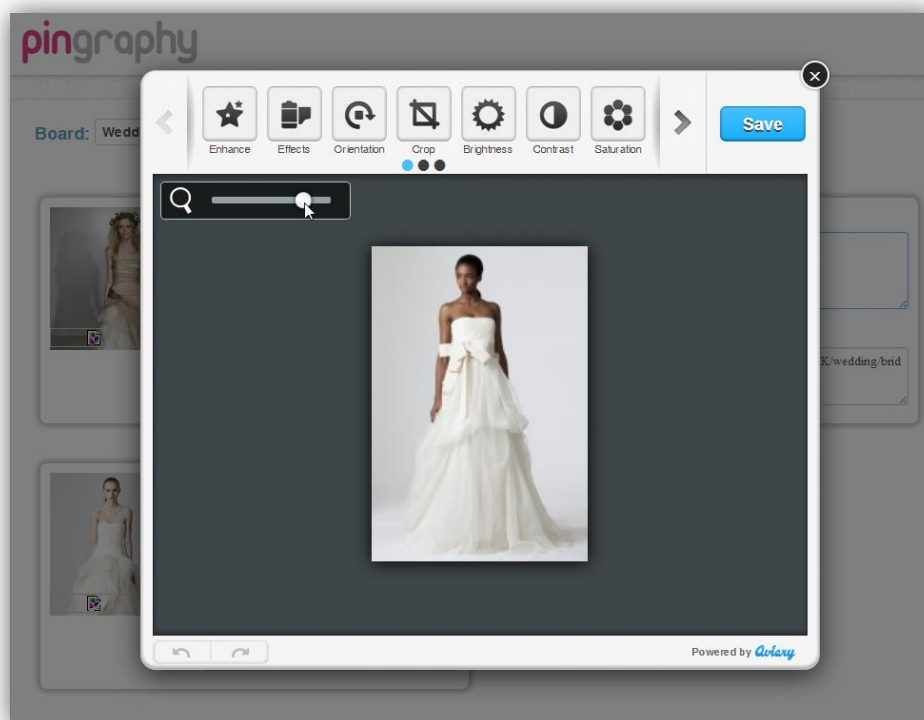 pingraphy
Board: Wedd
Enhance Effects Orientation Crop Brightness Contrast Saturation
Save
K/wedding/brid
Powered by Aviary